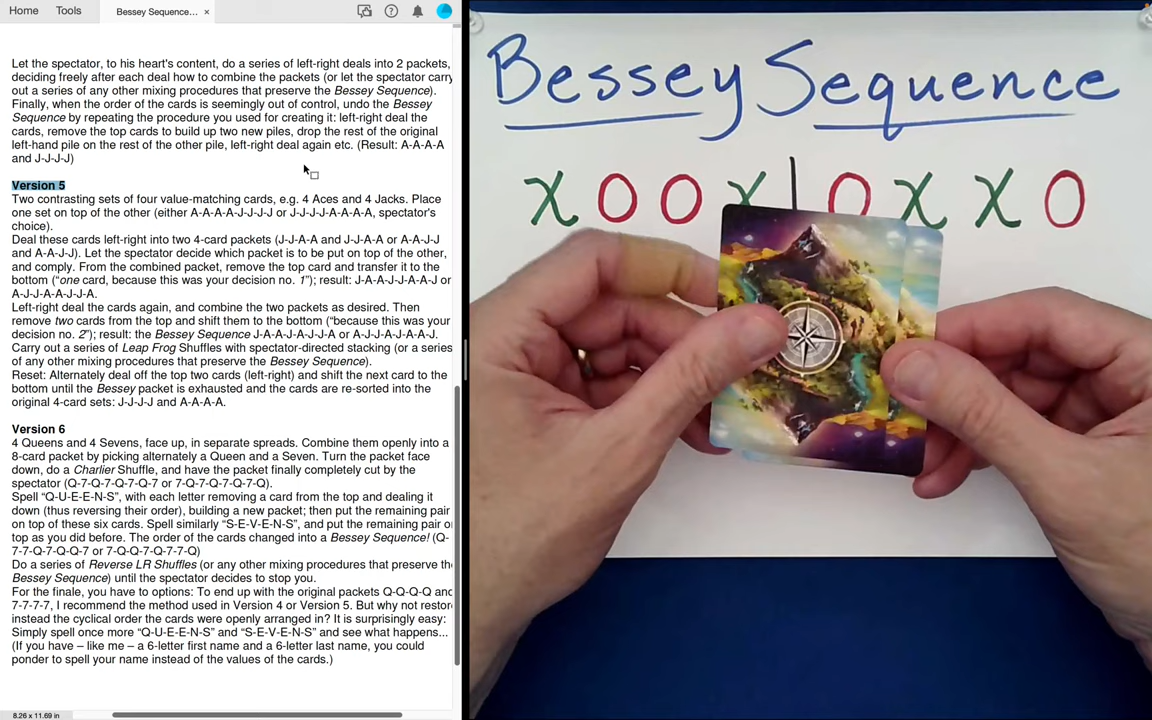 Home
Tools
Bessey Sequence... ×
Let the spectator, to his heart's content, do a series of left-right deals into 2 packets,
deciding freely after each deal how to combine the packets (or let the spectator carry
out a series of any other mixing procedures that preserve the Bessey Sequence).
Finally, when the order of the cards is seemingly out of control, undo the Bessey
Sequence by repeating the procedure you used for creating it: left-right deal the
cards, remove the top cards to build up two new piles, drop the rest of the original
left-hand pile on the rest of the other pile, left-right deal again etc. (Result: A-A-A-A
and J-J-J-J)
Version 5
Two contrasting sets of four value-matching cards, e.g. 4 Aces and 4 Jacks. Place
one set on top of the other (either A-A-A-A-J-J-J-J or J-J-J-J-A-A-A-A, spectator's
choice).
Deal these cards left-right into two 4-card packets (J-J-A-A and J-J-A-A or A-A-J-J
and A-A-J-J). Let the spectator decide which packet is to be put on top of the other,
and comply. From the combined packet, remove the top card and transfer it to the
bottom ("one card, because this was your decision no. 1"); result: J-A-A-J-J-A-A-J or
A-J-J-A-A-J-J-A.
Left-right deal the cards again, and combine the two packets as desired. Then
remove two cards from the top and shift them to the bottom ("because this was your
decision no. 2"); result: the Bessey Sequence J-A-A-J-A-J-J-A or A-J-J-A-J-A-A-J.
Carry out a series of Leap Frog Shuffles with spectator-directed stacking (or a series
of any other mixing procedures that preserve the Bessey Sequence).
Reset: Alternately deal off the top two cards (left-right) and shift the next card to the
bottom until the Bessey packet is exhausted and the cards are re-sorted into the
original 4-card sets: J-J-J-J and A-A-A-A.
Version 6
4 Queens and 4 Sevens, face up, in separate spreads. Combine them openly into a
8-card packet by picking alternately a Queen and a Seven. Turn the packet face
down, do a Charlier Shuffle, and have the packet finally completely cut by the
spectator (Q-7-Q-7-Q-7-Q-7 or 7-Q-7-Q-7-Q-7-Q).
Spell "Q-U-E-E-N-S", with each letter removing a card from the top and dealing it
down (thus reversing their order), building a new packet; then put the remaining pair
on top of these six cards. Spell similarly "S-E-V-E-N-S", and put the remaining pair o
top as you did before. The order of the cards changed into a Bessey Sequence! (Q-
7-7-Q-7-Q-Q-7 or 7-Q-Q-7-Q-7-7-Q)
Do a series of Reverse LR Shuffles (or any other mixing procedures that preserve the
Bessey Sequence) until the spectator decides to stop you.
For the finale, you have to options: To end up with the original packets Q-Q-Q-Q and
7-7-7-7, I recommend the method used in Version 4 or Version 5. But why not restor
instead the cyclical order the cards were openly arranged in? It is surprisingly easy:
Simply spell once more "Q-U-E-E-N-S" and "S-E-V-E-N-S" and see what happens...
(If you have – like me – a 6-letter first name and a 6-letter last name, you could
ponder to spell your name instead of the values of the cards.)
8.26 x 11.69 in
Bessey Sequence
X O O X | O X X O